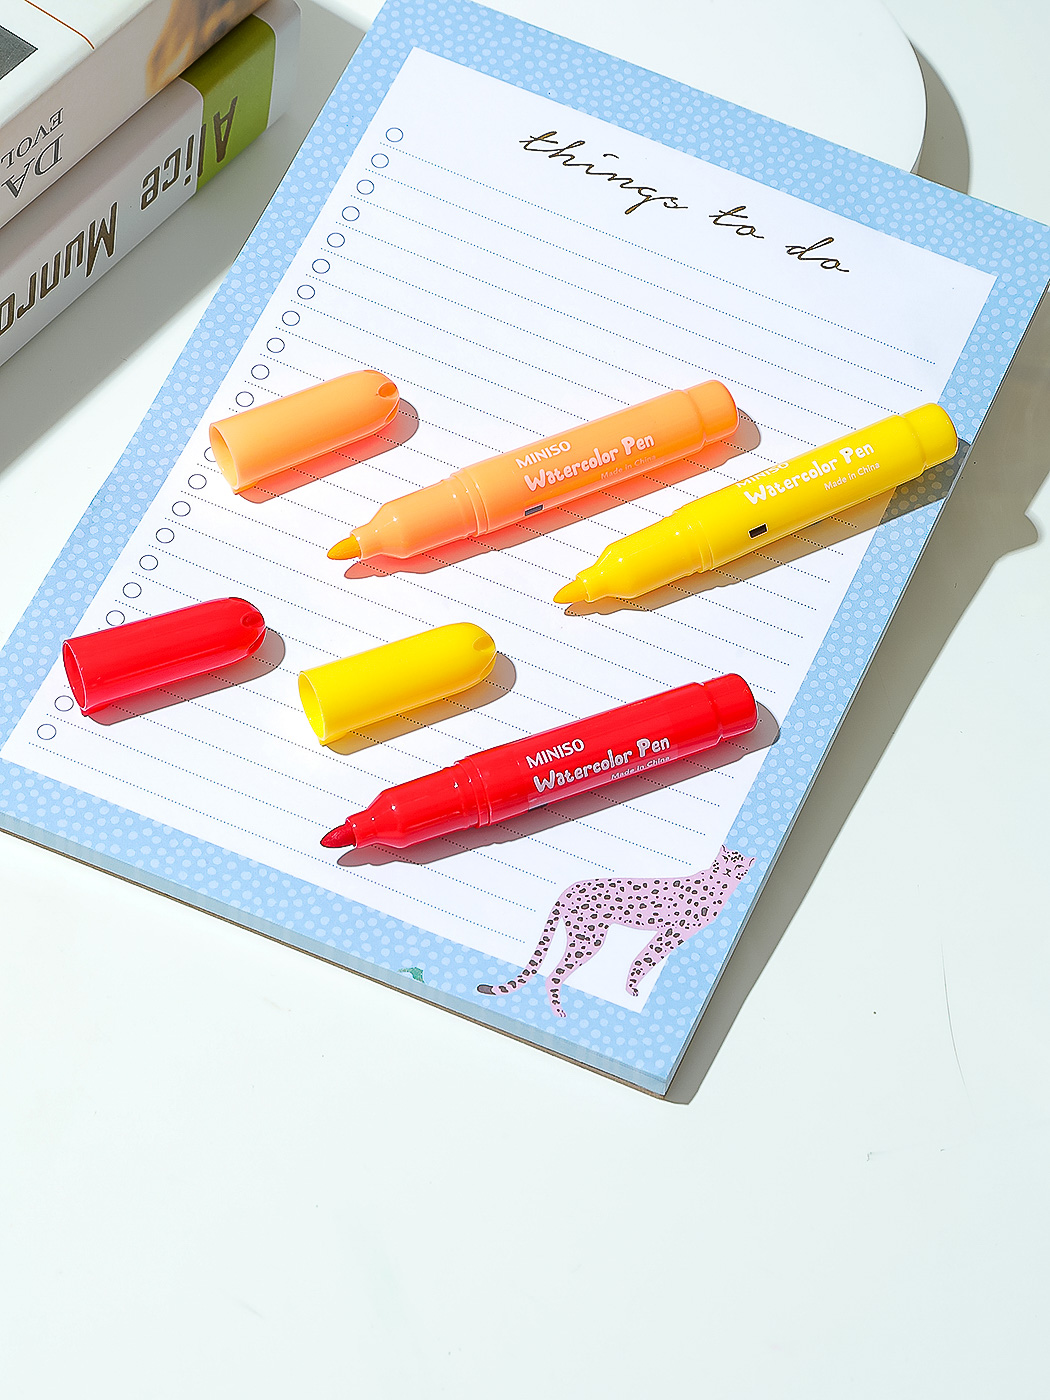 DA
EVOL
Alice Munro
things to do
MINISO
Watercolor Pen
Made in China
MINISO
Watercolor Pen
Made in China
MINISO
Watercolor Pen
Made in China